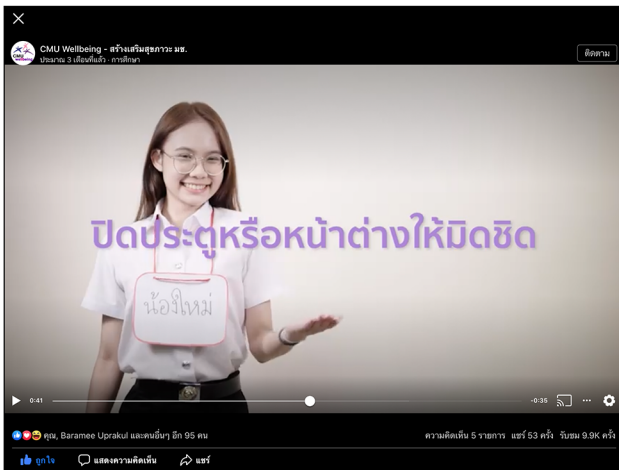 CMU Wellbeing - สร้างเสริมสุขภาวะ มช.
ประมาณ 3 เดือนที่แล้ว · การศึกษา
ติดตาม
CMU
wellbeing
ปิดประตูหรือหน้าต่างให้มิดชิด
น้องใหม่
0:41
-0:35
คุณ, Baramee Uprakul และคนอื่นๆ อีก 95 คน
ความคิดเห็น 5 รายการ แชร์ 53 ครั้ง รับชม 9.9K ครั้ง
ถูกใจ
แสดงความคิดเห็น
แชร์